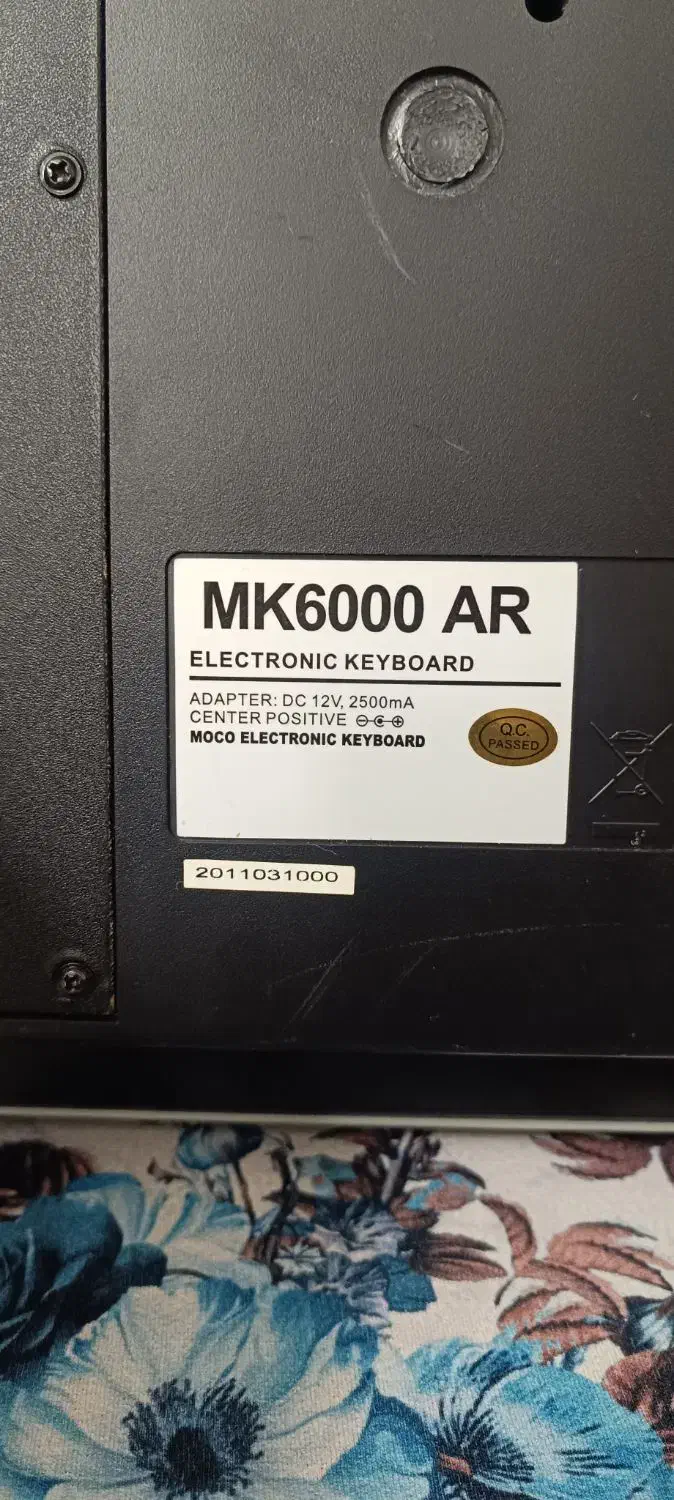 MK6000 AR
ELECTRONIC KEYBOARD
ADAPTER: DC 12V, 2500mA
CENTER POSITIVE
MOCO ELECTRONIC KEYBOARD
Q.C.
PASSED
2011031000